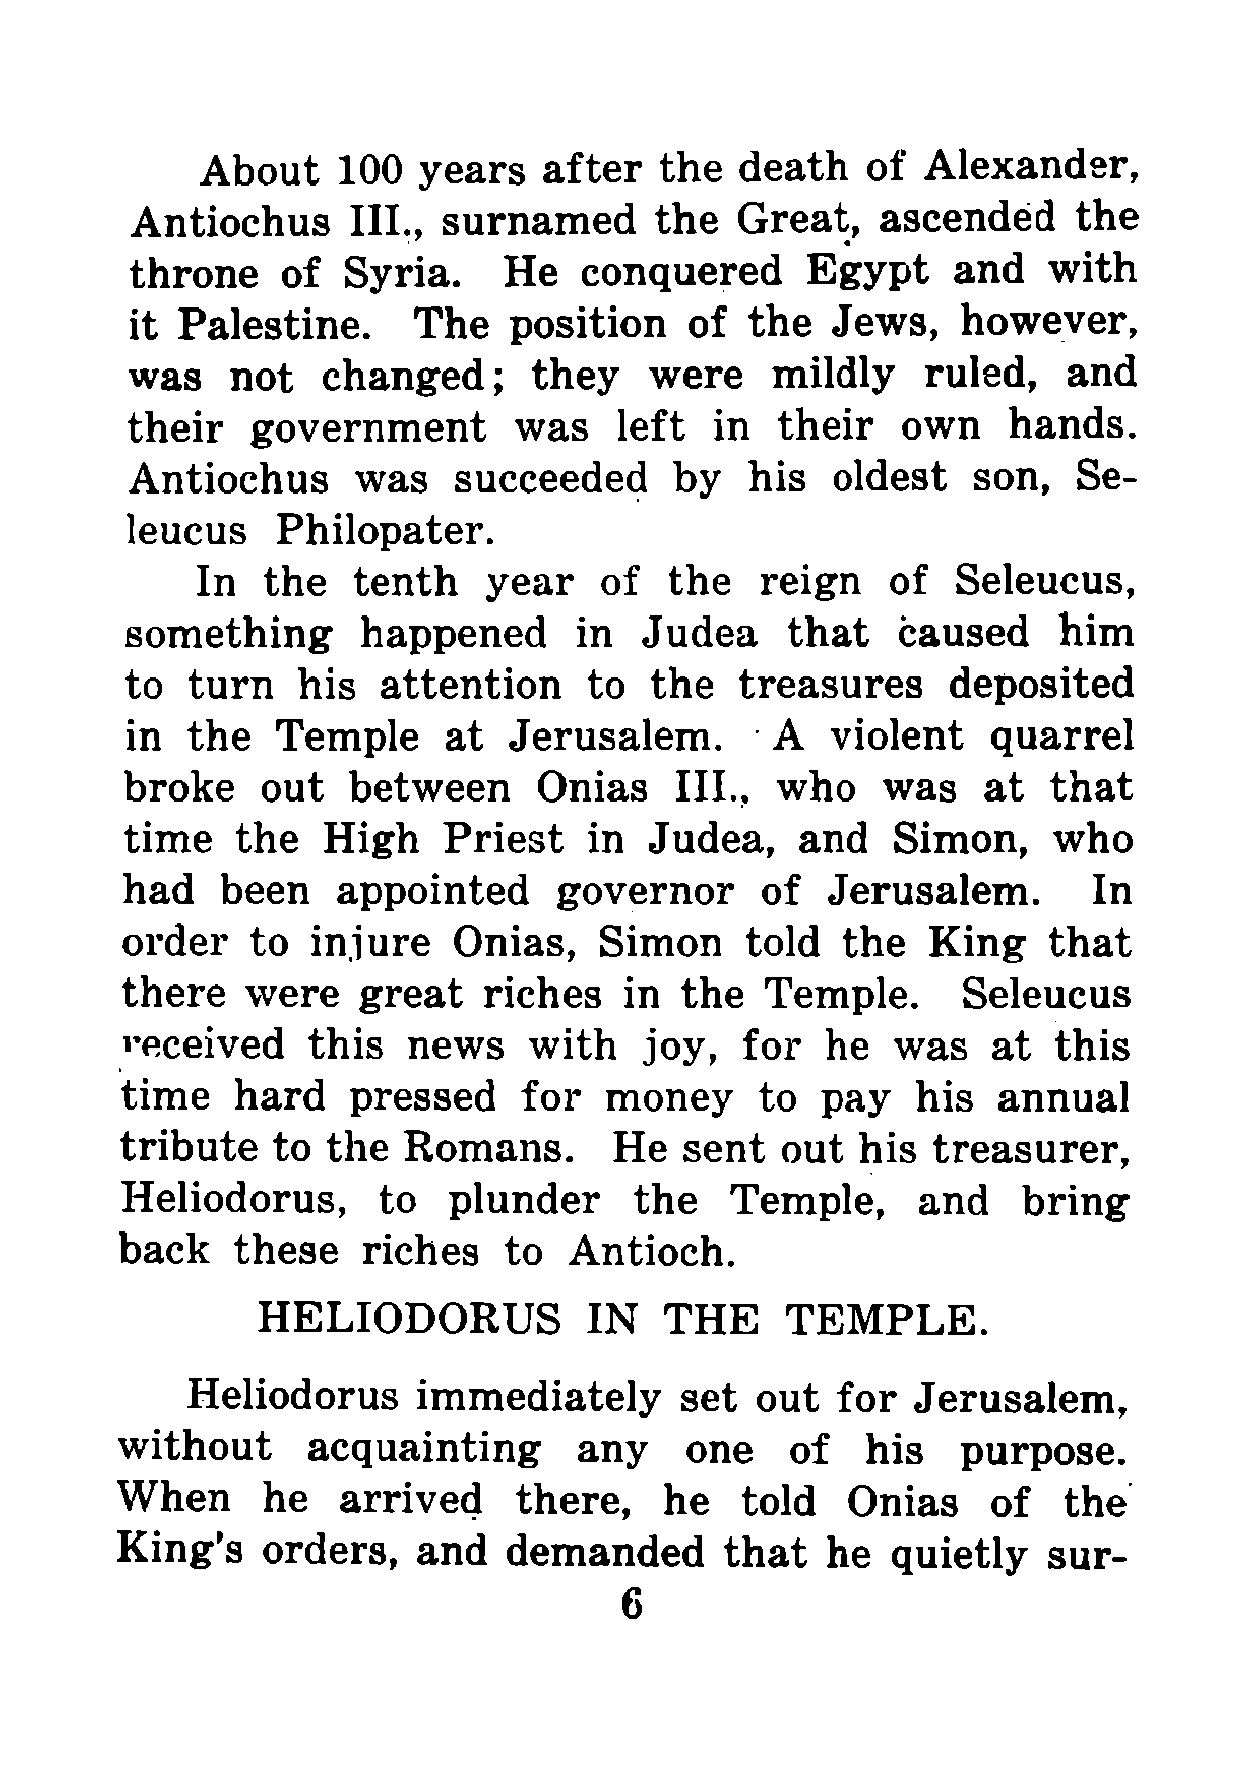 About 100 years after the death of Alexander,
Antiochus III., surnamed the Great, ascended the
throne of Syria. He conquered Egypt and with
it Palestine. The position of the Jews, however,
was not changed; they were mildly ruled, and
their government was left in their own hands.
Antiochus was succeeded by his oldest son, Se-
leucus Philopater.
In the tenth year of the reign of Seleucus,
something happened in Judea that caused him
to turn his attention to the treasures deposited
in the Temple at Jerusalem. A violent quarrel
broke out between Onias III., who was at that
time the High Priest in Judea, and Simon, who
had been appointed governor of Jerusalem. In
order to injure Onias, Simon told the King that
there were great riches in the Temple. Seleucus
received this news with joy, for he was at this
time hard pressed for money to pay his annual
tribute to the Romans. He sent out his treasurer,
Heliodorus, to plunder the Temple, and bring
back these riches to Antioch.
HELIODORUS IN THE TEMPLE.
Heliodorus immediately set out for Jerusalem,
without acquainting any one of his purpose.
When he arrived there, he told Onias of the
King's orders, and demanded that he quietly sur-
6